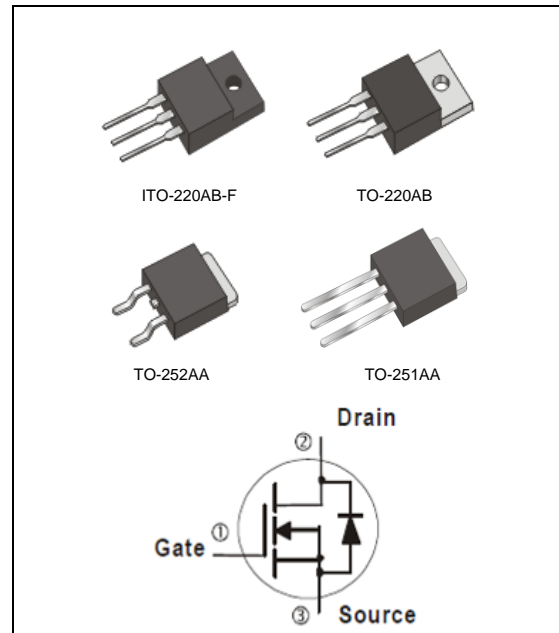 ITO-220AB-F
TO-220AB
TO-252AA
TO-251AA
Drain
②
①
Gate
③
Source